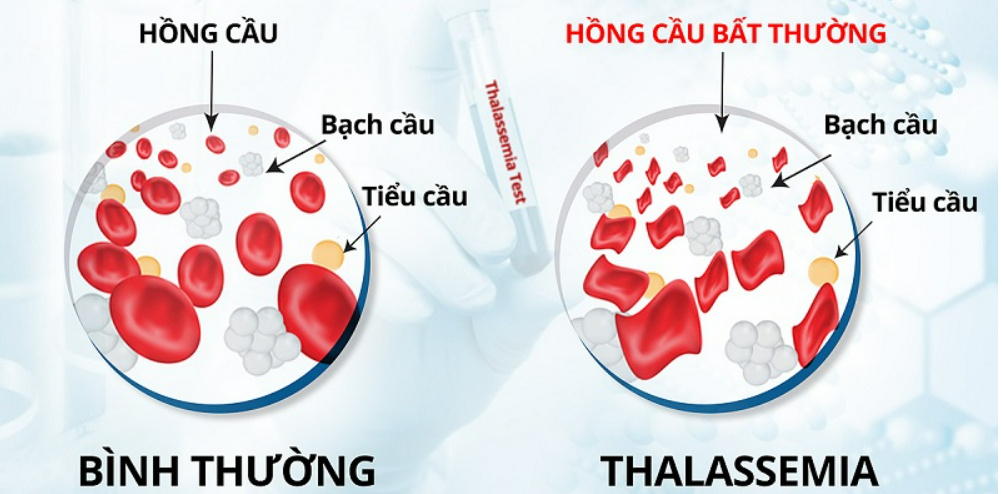 HỒNG CẦU
Bạch cầu
Tiểu cầu
BÌNH THƯỜNG
Thalassemia Test
HỒNG CẦU BẤT THƯỜNG
Bạch cầu
Tiểu cầu
THALASSEMIA